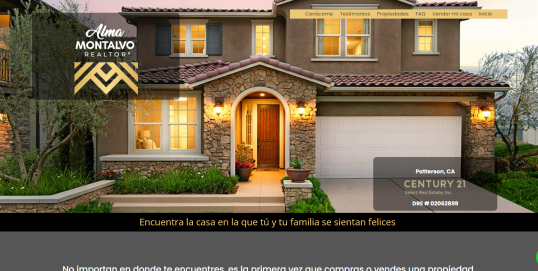 Conóceme Testimonios Propiedades FAQ Vender mi casa Inicio
Alma
MONTALVO
REALTOR®
Patterson, CA
CENTURY 21
Select Real Estate, Inc.
DRE # 02062899
Encuentra la casa en la que tú y tu familia se sientan felices
No importan en donde te encuentres, es la primera vez que compras o vendes una propiedad